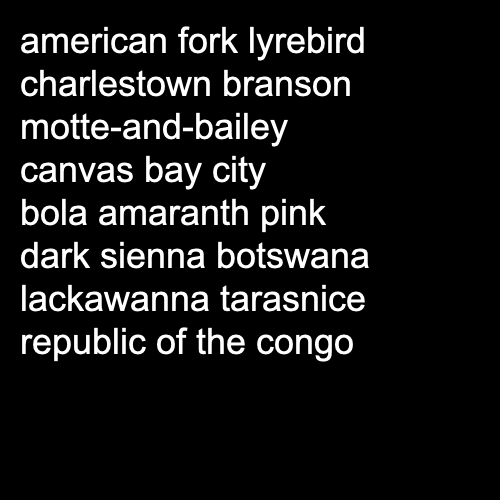 american fork lyrebird
charlestown branson
motte-and-bailey
canvas bay city
bola amaranth pink
dark sienna botswana
lackawanna tarasnice
republic of the congo